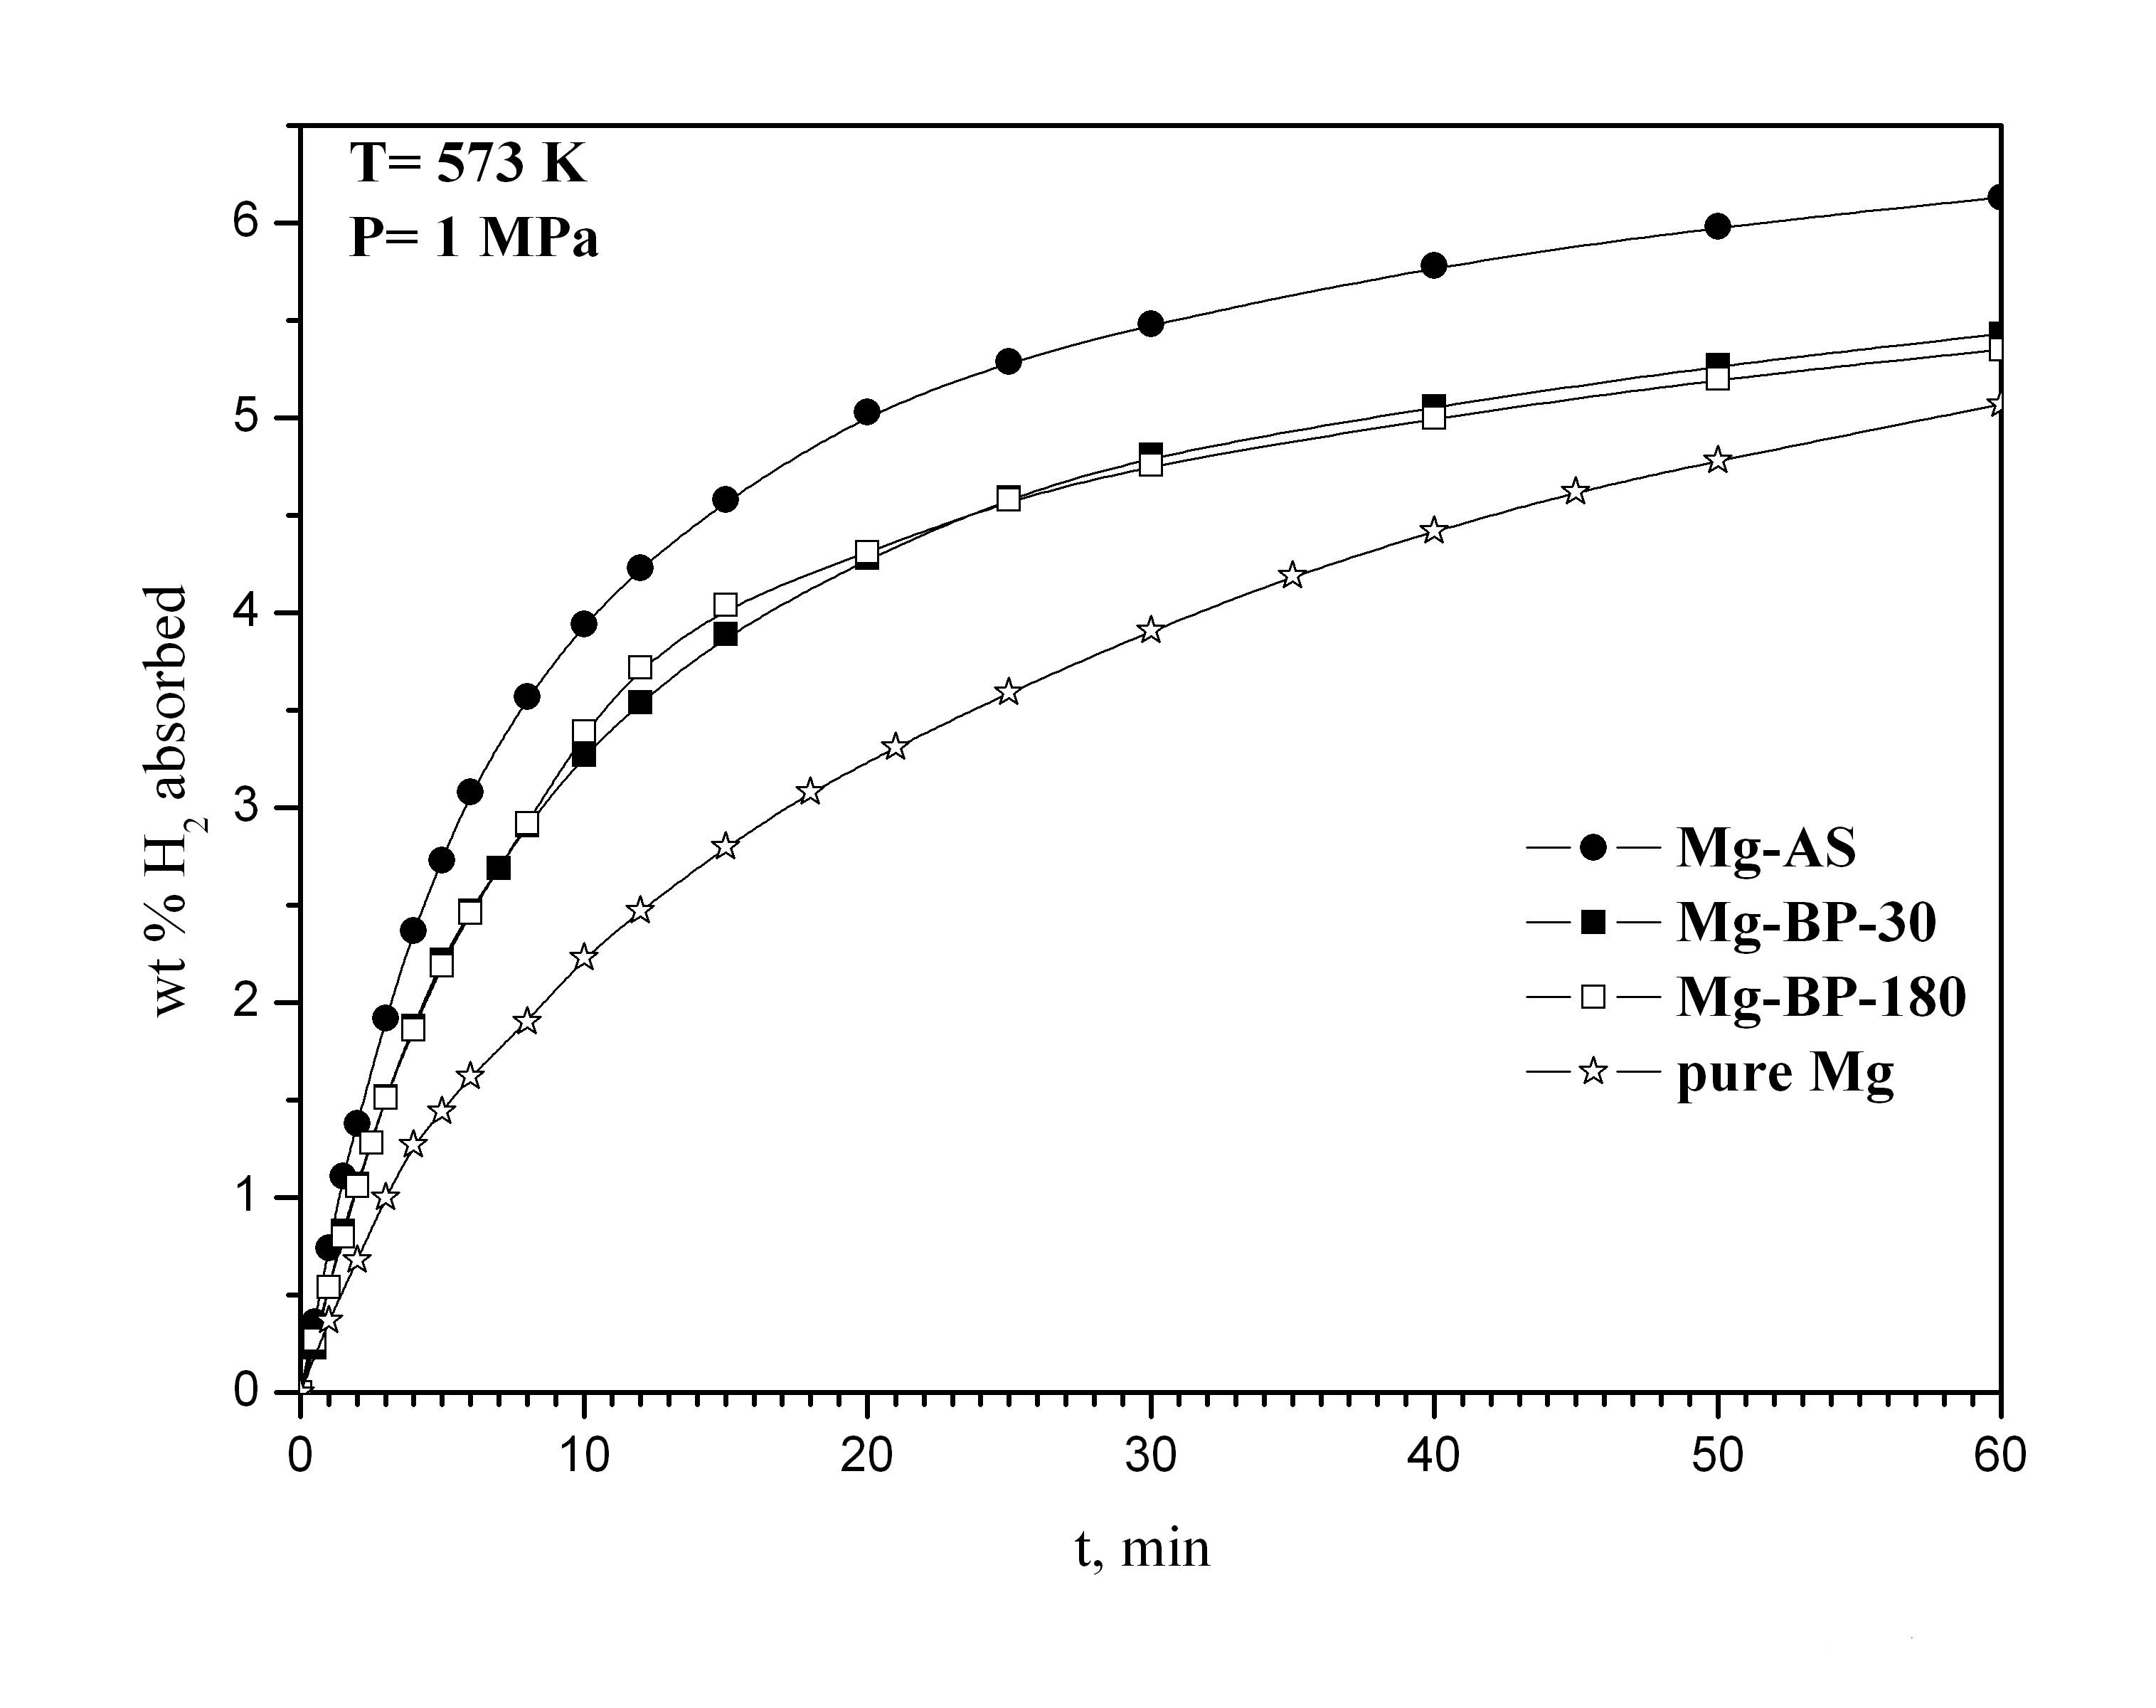 T= 573 K
P= 1 MPa
6
5
4
3
2
1
0
wt % H2 absorbed
Mg-AS
Mg-BP-30
Mg-BP-180
pure Mg
0 10 20 30 40 50 60
t, min